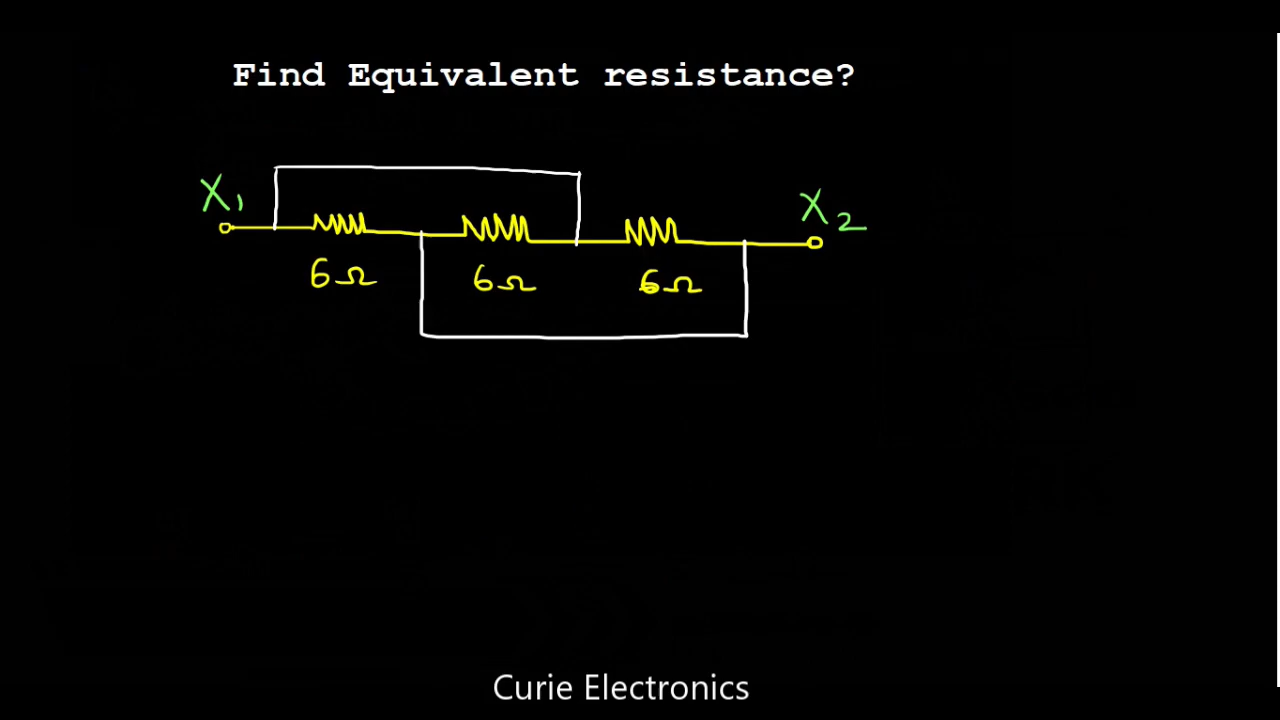 Find Equivalent resistance?
X₁ X₂
6Ω 6Ω 6Ω
Curie Electronics